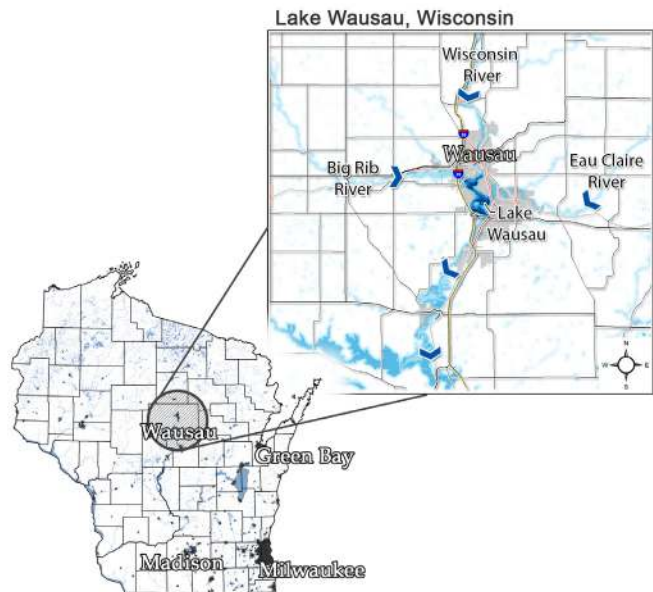 Lake Wausau, Wisconsin
Wisconsin
River
Wausau
Big Rib
River
Eau Claire
River
Lake
Wausau
N
W
E
S
Wausau
Green Bay
Madison
Milwaukee